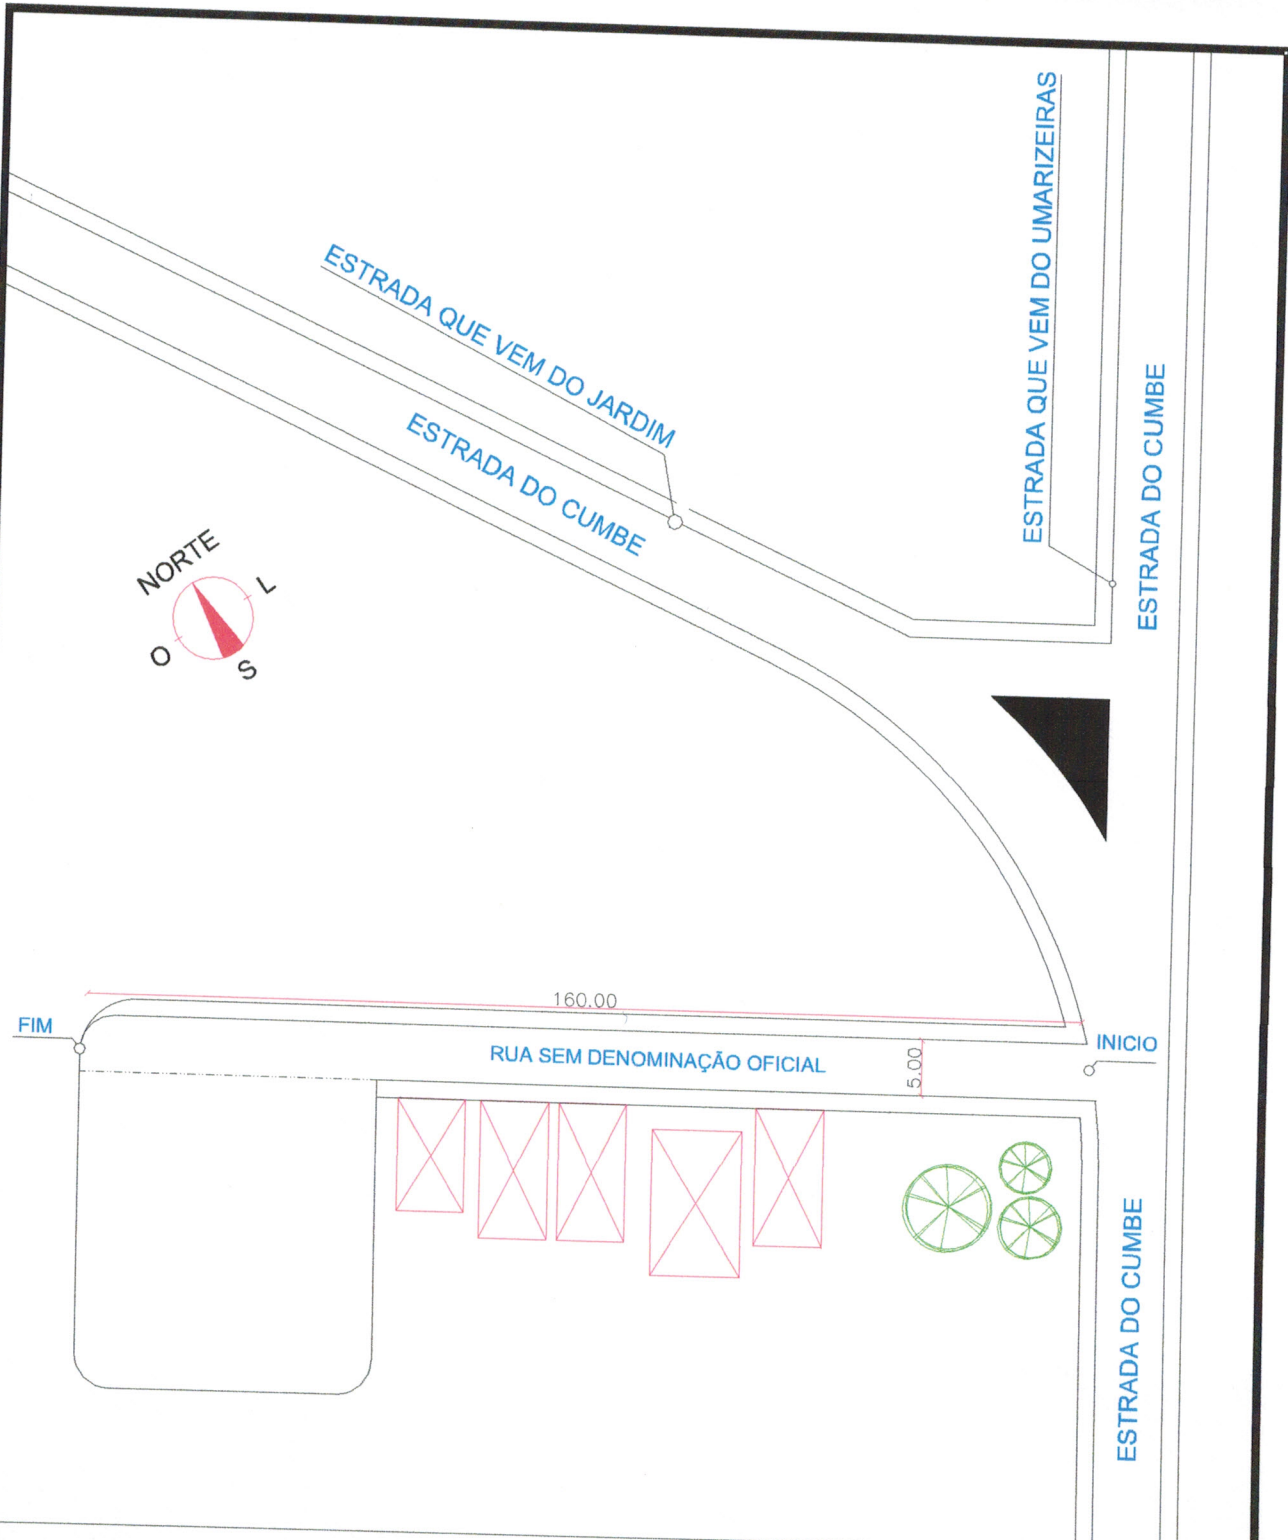 ESTRADA QUE VEM DO UMARIZEIRAS
ESTRADA QUE VEM DO JARDIM
ESTRADA DO CUMBE
ESTRADA DO CUMBE
NORTE
L
O
S
160.00
FIM
RUA SEM DENOMINAÇÃO OFICIAL
5.00
INICIO
ESTRADA DO CUMBE